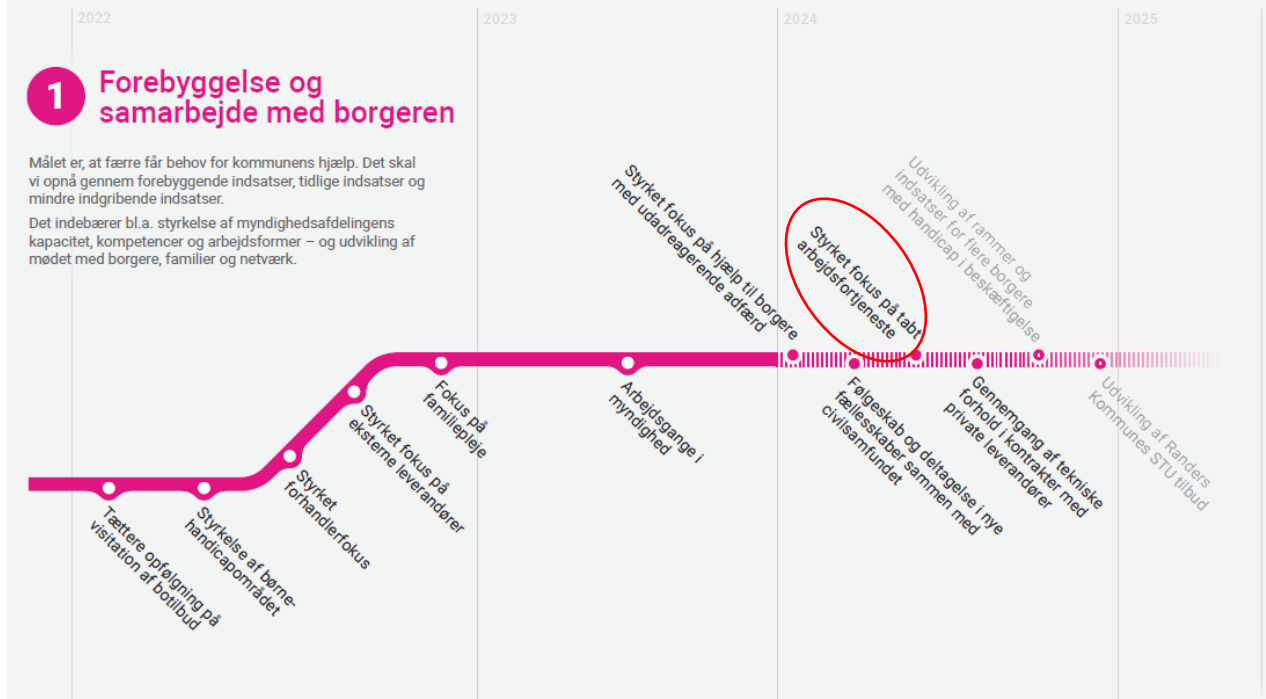 2022
2023
2024
2025
1
Forebyggelse og
samarbejde med borgeren
Målet er, at færre får behov for kommunens hjælp. Det skal
vi opnå gennem forebyggende indsatser, tidlige indsatser og
mindre indgribende indsatser.
Det indebærer bl.a. styrkelse af myndighedsafdelingens
kapacitet, kompetencer og arbejdsformer – og udvikling af
mødet med borgere, familier og netværk.
Tættere opfølgning på
visitation af botilbud
Styrkelse af børne-
handicapområdet
Styrket
forhandlerfokus
Styrket fokus på
eksterne leverandører
Fokus på
familiepleje
Arbejdsgange i
myndighed
Styrket fokus på hjælp til borgere
med udadreagerende adfærd
Følgeskab og deltagelse i nye
fællesskaber sammen med
civilsamfundet
Styrket fokus på tabt
arbejdsfortjeneste
Gennemgang af tekniske
forhold i kontrakter med
private leverandører
Udvikling af rammer og
indsatser for flere borgere
med handicap i beskæftigelse
Udvikling af Randers
Kommunes STU tilbud